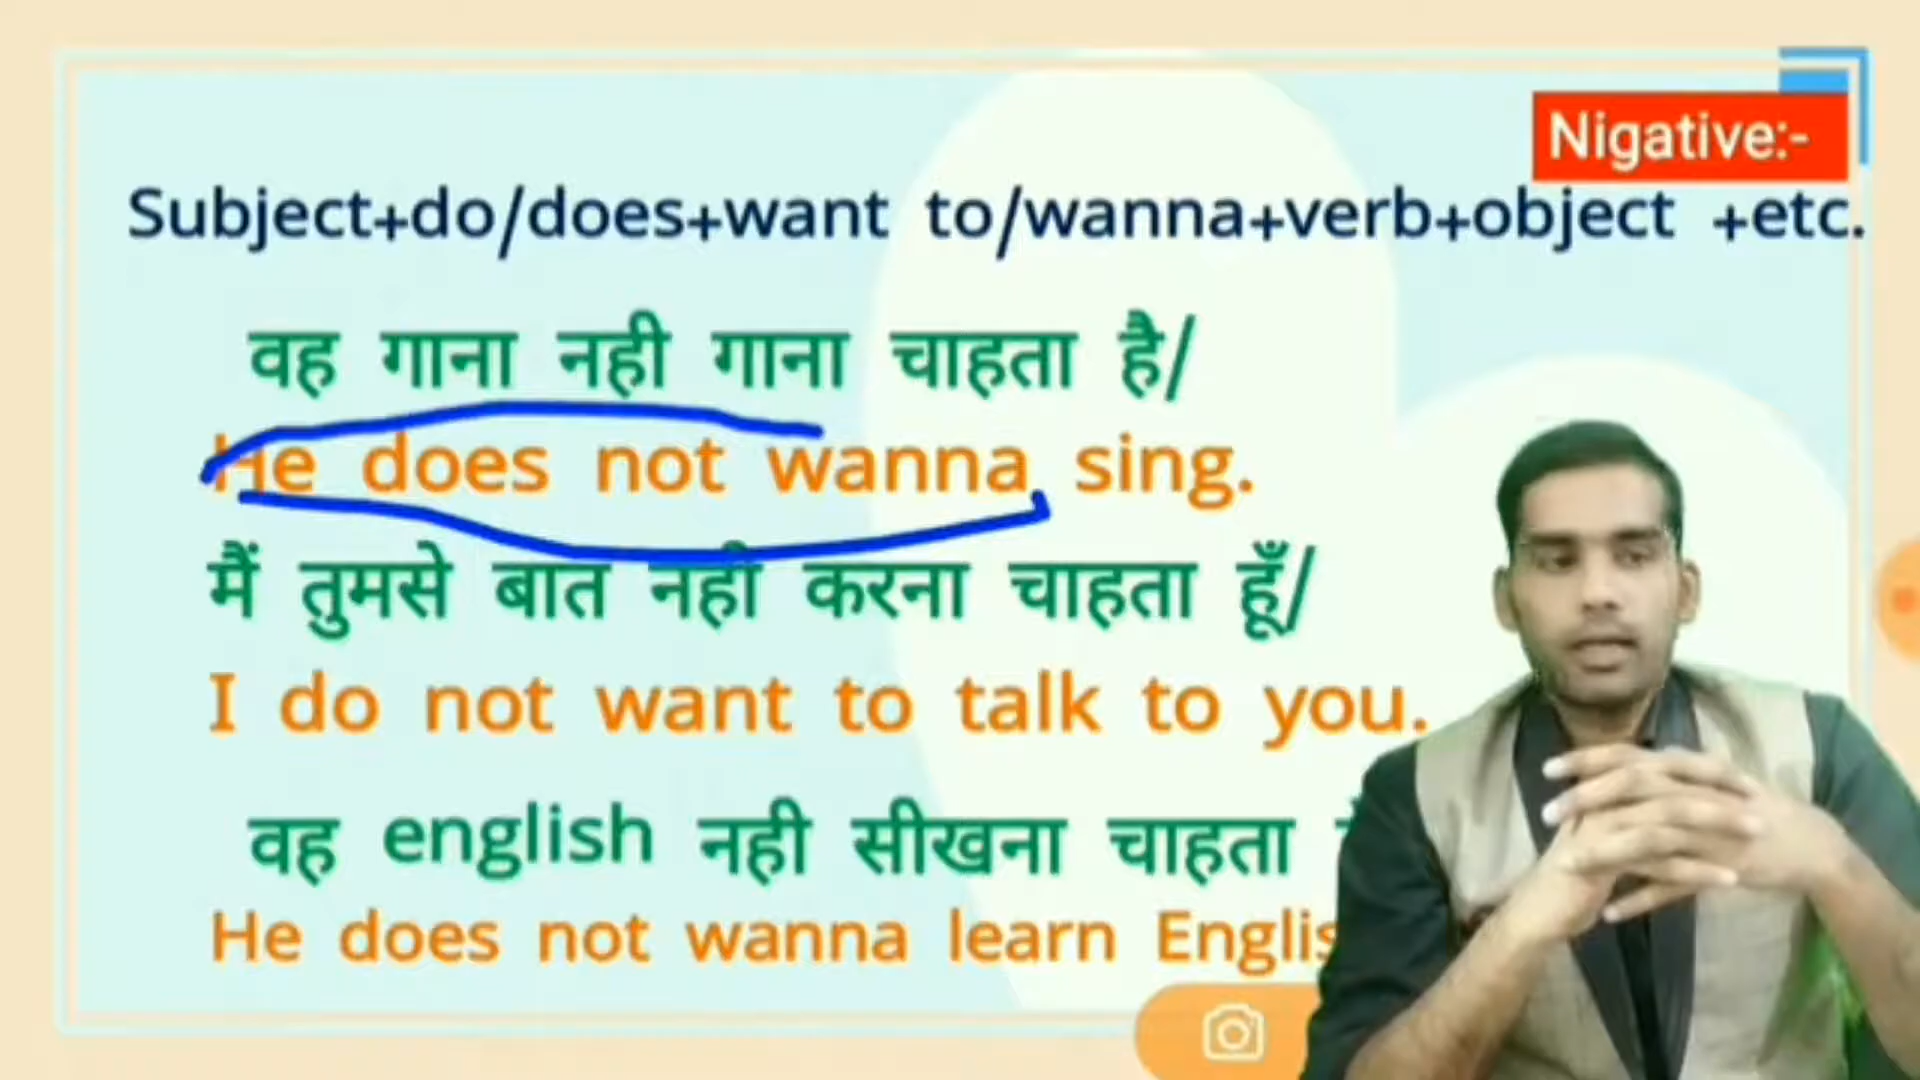 Nigative:-
Subject+do/does+want to/wanna+verb+object +etc.
वह गाना नही गाना चाहता है/
He does not wanna sing.
मैं तुमसे बात नही करना चाहता हूँ/
I do not want to talk to you.
वह english नही सीखना चाहता
He does not wanna learn